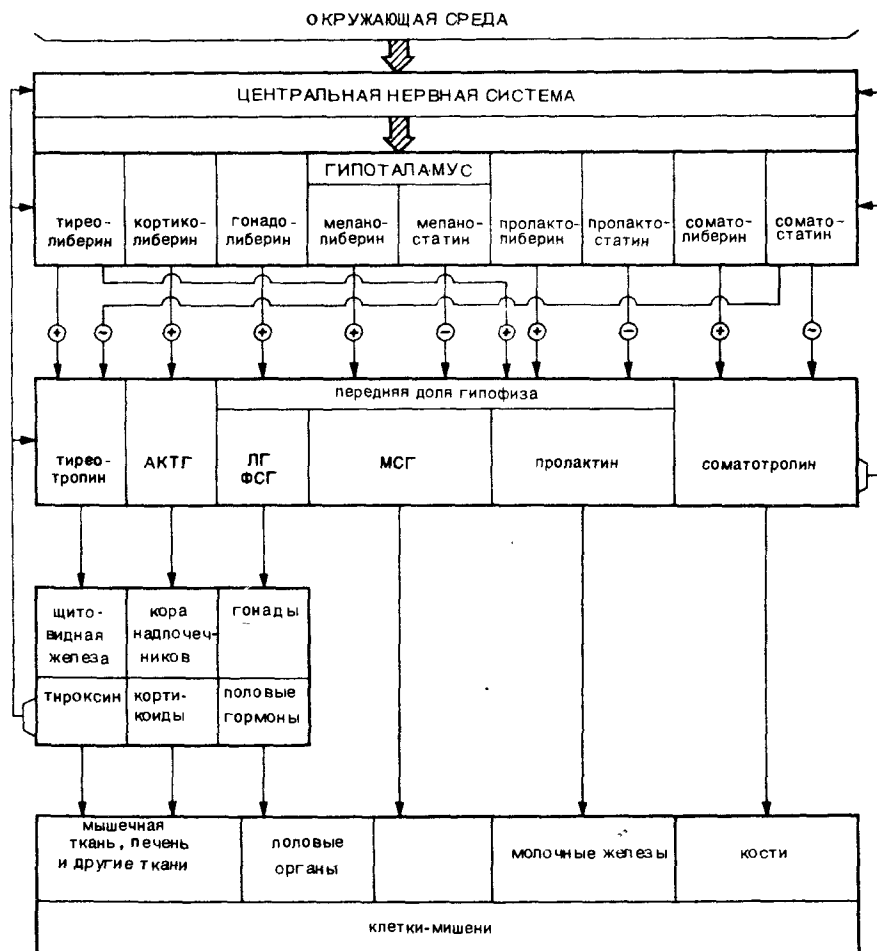 ОКРУЖАЮЩАЯ СРЕДА
ЦЕНТРАЛЬНАЯ НЕРВНАЯ СИСТЕМА
ГИПОТАЛАМУС
тирео-
либерин
кортико-
либерин
гонадо-
либерин
мелано-
либерин
мелано-
статин
пролакто-
либерин
пролакто-
статин
сомато-
либерин
сомато-
статин
+ ~ + + + − + + − + ~
передняя доля гипофиза
тирео-
тропин
АКТГ
ЛГ
ФСГ
МСГ
пролактин
соматотропин
щито-
видная
железа
кора
надпочеч-
ников
гонады
тироксин
корти-
коиды
половые
гормоны
мышечная
ткань, печень
и другие ткани
половые
органы
молочные железы
кости
клетки-мишени